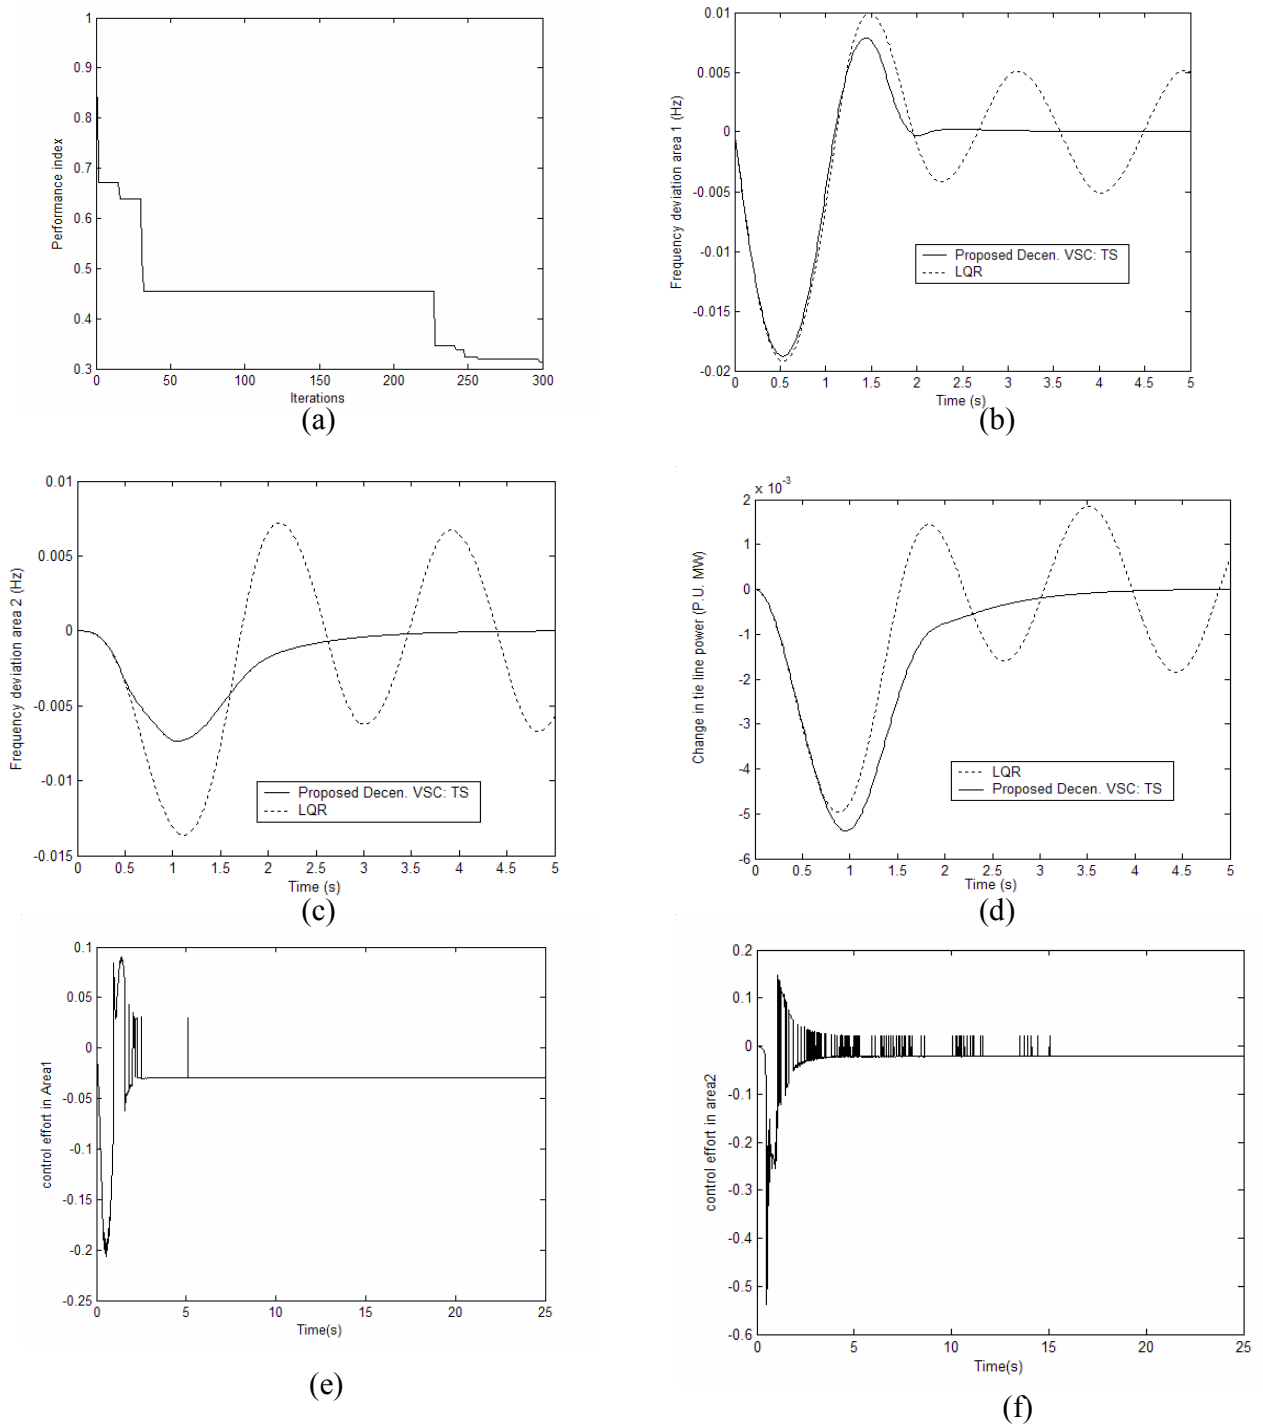 1
0.9
0.8
0.7
0.6
0.5
0.4
0.3
Performance index
0 50 100 150 200 250 300
Iterations
(a)
0.01
0.005
0
-0.005
-0.01
-0.015
-0.02
Frequency deviation area 1 (Hz)
Proposed Decen. VSC: TS
LQR
0 0.5 1 1.5 2 2.5 3 3.5 4 4.5 5
Time (s)
(b)
0.01
0.005
0
-0.005
-0.01
-0.015
Frequency deviation area 2 (Hz)
Proposed Decen. VSC: TS
LQR
0 0.5 1 1.5 2 2.5 3 3.5 4 4.5 5
Time (s)
(c)
x 10-3
2
1
0
-1
-2
-3
-4
-5
-6
Change in tie line power (P.U. MW)
LQR
Proposed Decen. VSC: TS
0 0.5 1 1.5 2 2.5 3 3.5 4 4.5 5
Time (s)
(d)
0.1
0.05
0
-0.05
-0.1
-0.15
-0.2
-0.25
control effort in Area1
0 5 10 15 20 25
Time(s)
(e)
0.2
0.1
0
-0.1
-0.2
-0.3
-0.4
-0.5
-0.6
control effort in area2
0 5 10 15 20 25
Time(s)
(f)